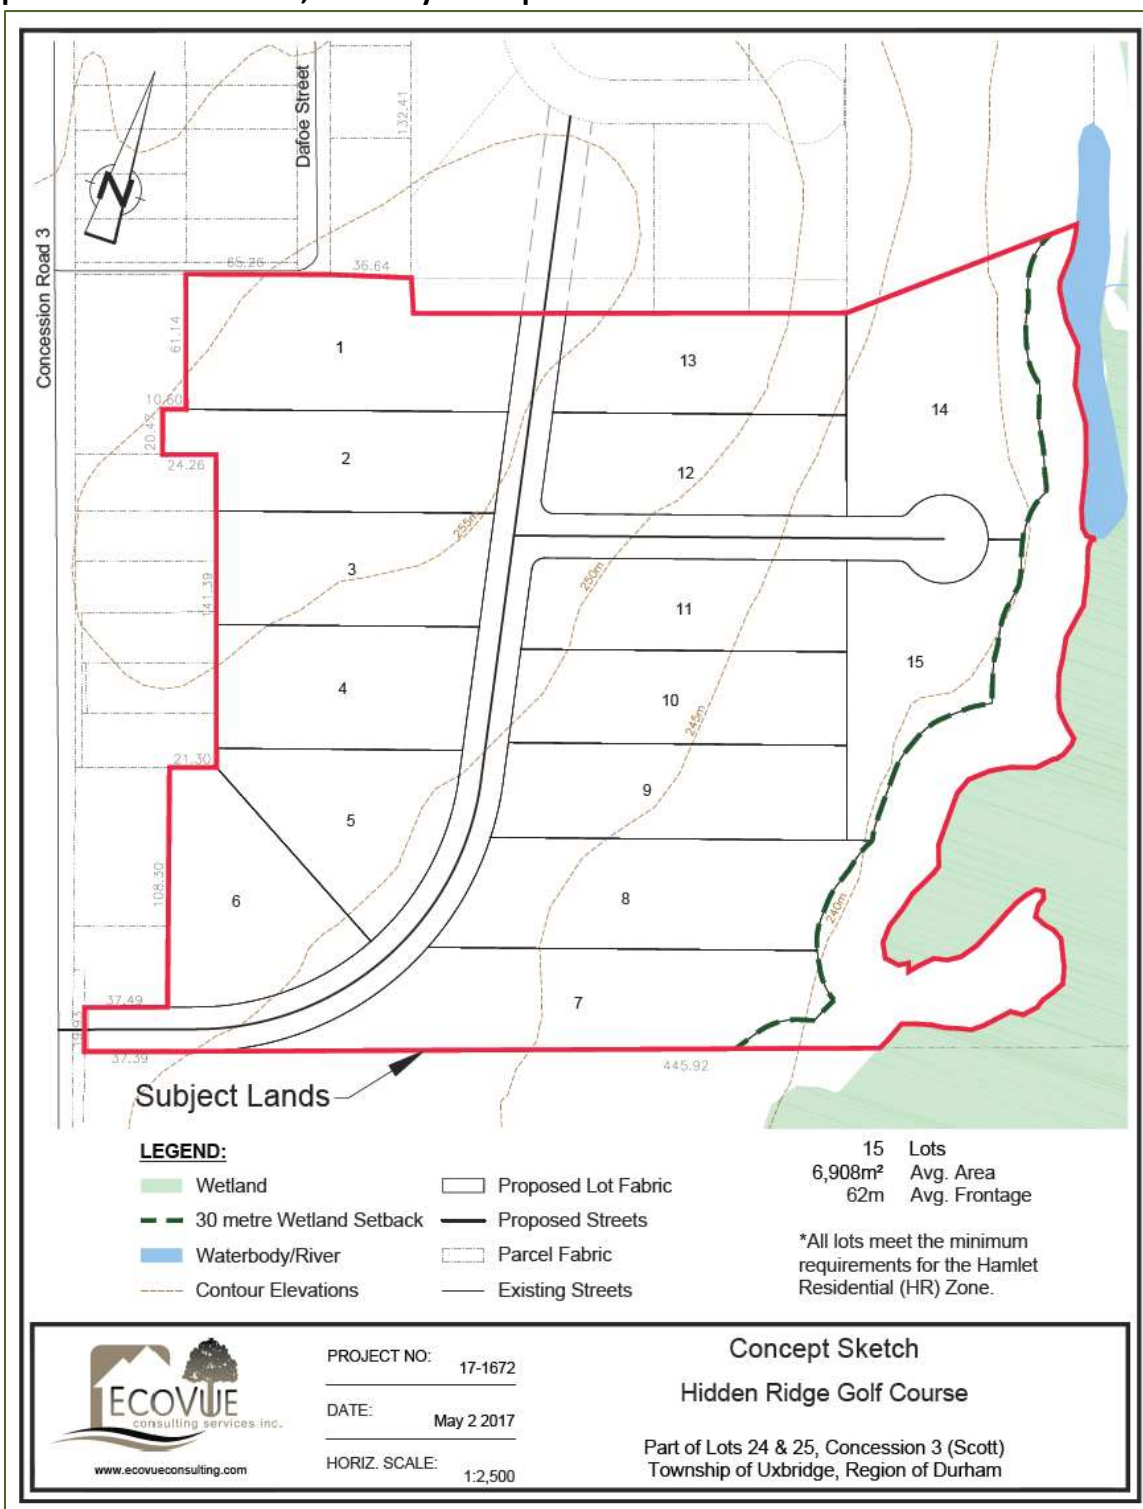 Dafoe Street
132.41
N
Concession Road 3
65.26
36.64
61.14
1
13
14
10.60
20.47
2
12
24.26
255m
3
250m
141.39
11
4
15
10
245m
21.30
9
5
108.30
6
8
240m
37.49
7
19.93
37.39
445.92
Subject Lands
LEGEND:
Wetland
30 metre Wetland Setback
Waterbody/River
Contour Elevations
Proposed Lot Fabric
Proposed Streets
Parcel Fabric
Existing Streets
15 Lots
6,908m² Avg. Area
62m Avg. Frontage
*All lots meet the minimum
requirements for the Hamlet
Residential (HR) Zone.
ECOVUE
consulting services inc.
www.ecovueconsulting.com
PROJECT NO: 17-1672
DATE: May 2 2017
HORIZ. SCALE: 1:2,500
Concept Sketch
Hidden Ridge Golf Course
Part of Lots 24 & 25, Concession 3 (Scott)
Township of Uxbridge, Region of Durham